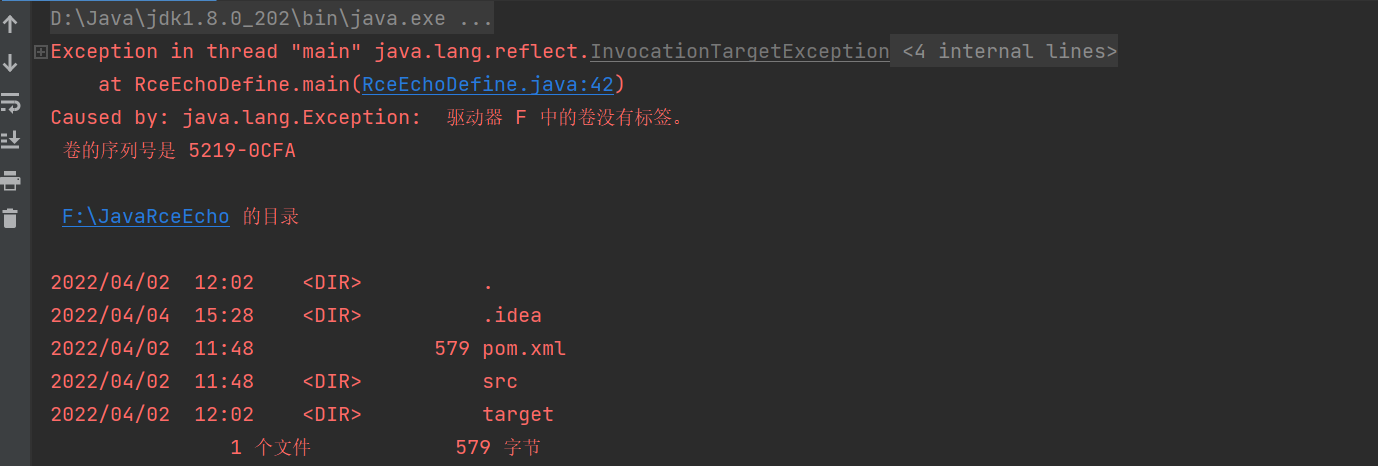 D:\Java\jdk1.8.0_202\bin\java.exe ...
Exception in thread "main" java.lang.reflect.InvocationTargetException <4 internal lines>
at RceEchoDefine.main(RceEchoDefine.java:42)
Caused by: java.lang.Exception:  驱动器 F 中的卷没有标签。
卷的序列号是 5219-0CFA
F:\JavaRceEcho 的目录
2022/04/02  12:02    <DIR>          .
2022/04/04  15:28    <DIR>          .idea
2022/04/02  11:48               579 pom.xml
2022/04/02  11:48    <DIR>          src
2022/04/02  12:02    <DIR>          target
1 个文件            579 字节